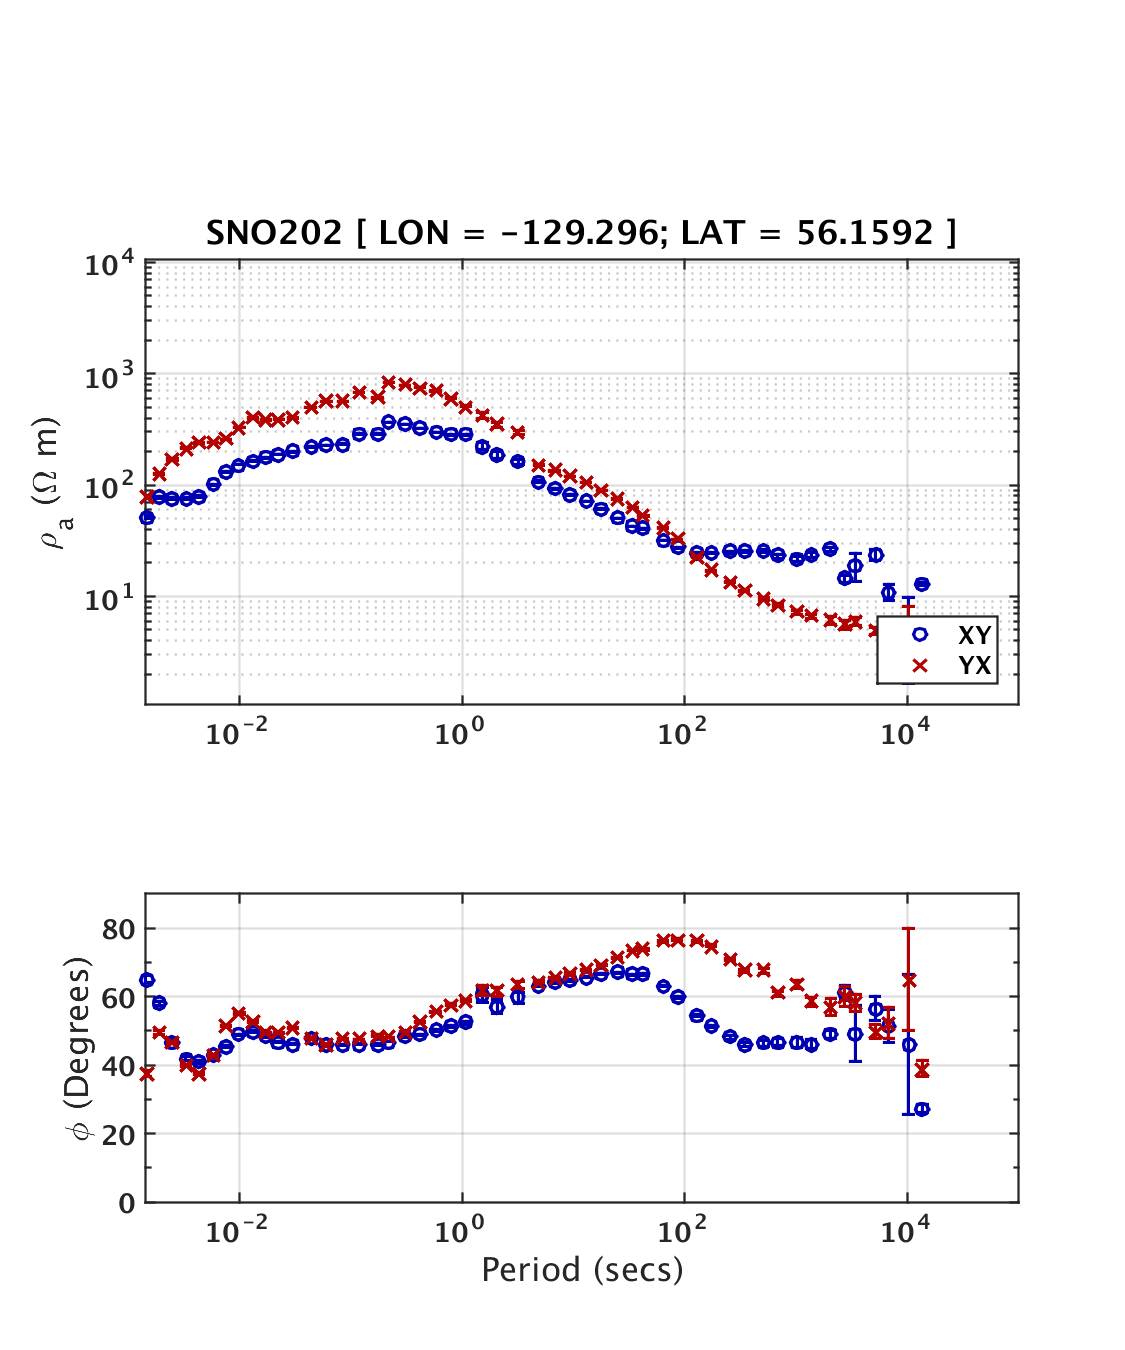 SNO202 [ LON = -129.296; LAT = 56.1592 ]
10^4
10^3
10^2
10^1
ρ_a (Ω m)
XY
YX
10^-2 10^0 10^2 10^4
80
60
40
20
0
ϕ (Degrees)
10^-2 10^0 10^2 10^4
Period (secs)